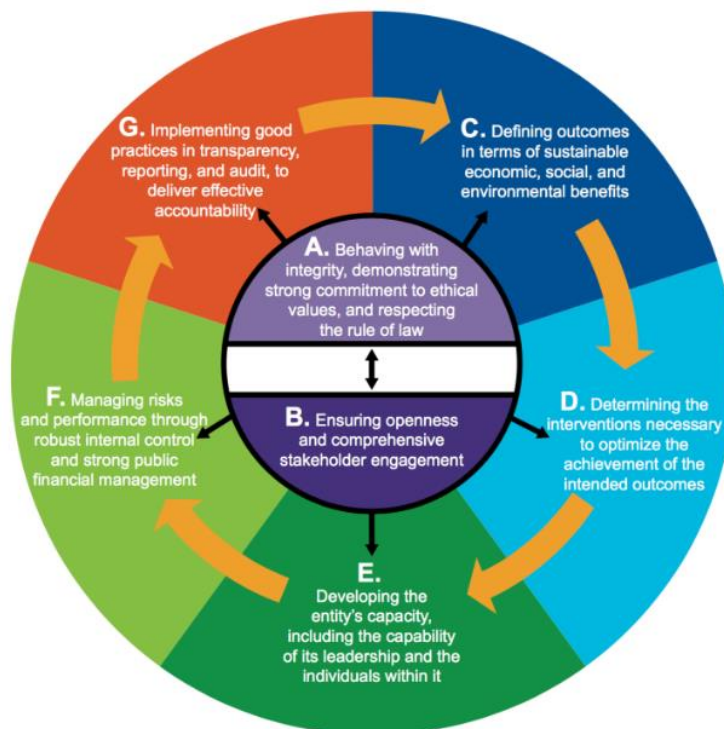 G. Implementing good
practices in transparency,
reporting, and audit, to
deliver effective
accountability
C. Defining outcomes
in terms of sustainable
economic, social, and
environmental benefits
A. Behaving with
integrity, demonstrating
strong commitment to ethical
values, and respecting
the rule of law
B. Ensuring openness
and comprehensive
stakeholder engagement
D. Determining the
interventions necessary
to optimize the
achievement of the
intended outcomes
E.
Developing the
entity's capacity,
including the capability
of its leadership and the
individuals within it
F. Managing risks
and performance through
robust internal control
and strong public
financial management